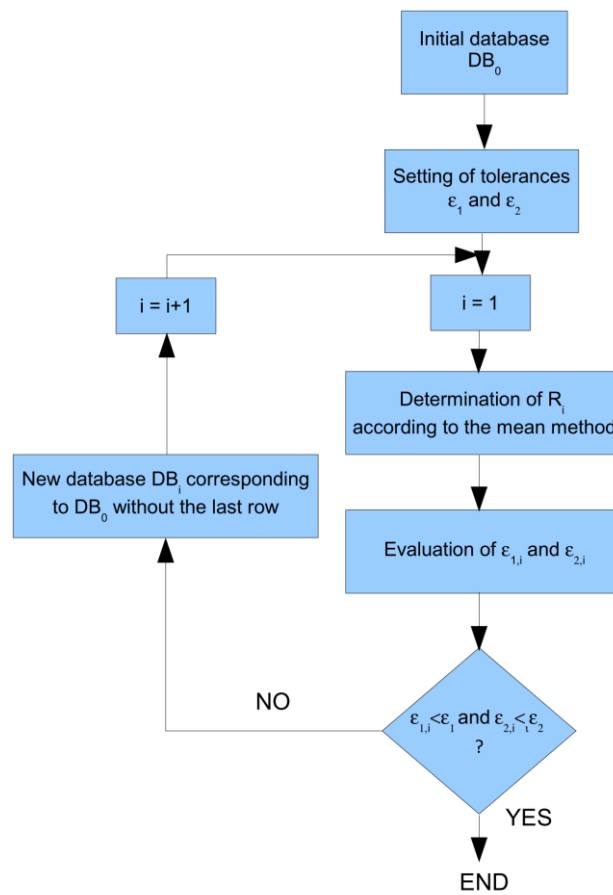 Initial database
DB₀
Setting of tolerances
ε₁ and ε₂
i = i+1
i = 1
Determination of Rᵢ
according to the mean method
New database DBᵢ corresponding
to DB₀ without the last row
Evaluation of ε₁,ᵢ and ε₂,ᵢ
NO
ε₁,ᵢ<ε₁ and ε₂,ᵢ<ε₂
?
YES
END